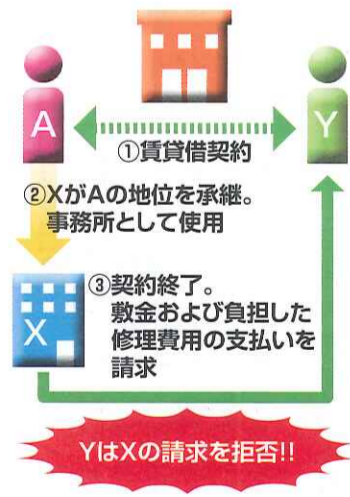 A
Y
①賃貸借契約
②XがAの地位を承継。
事務所として使用
③契約終了。
敷金および負担した
修理費用の支払いを
請求
X
YはXの請求を拒否!!